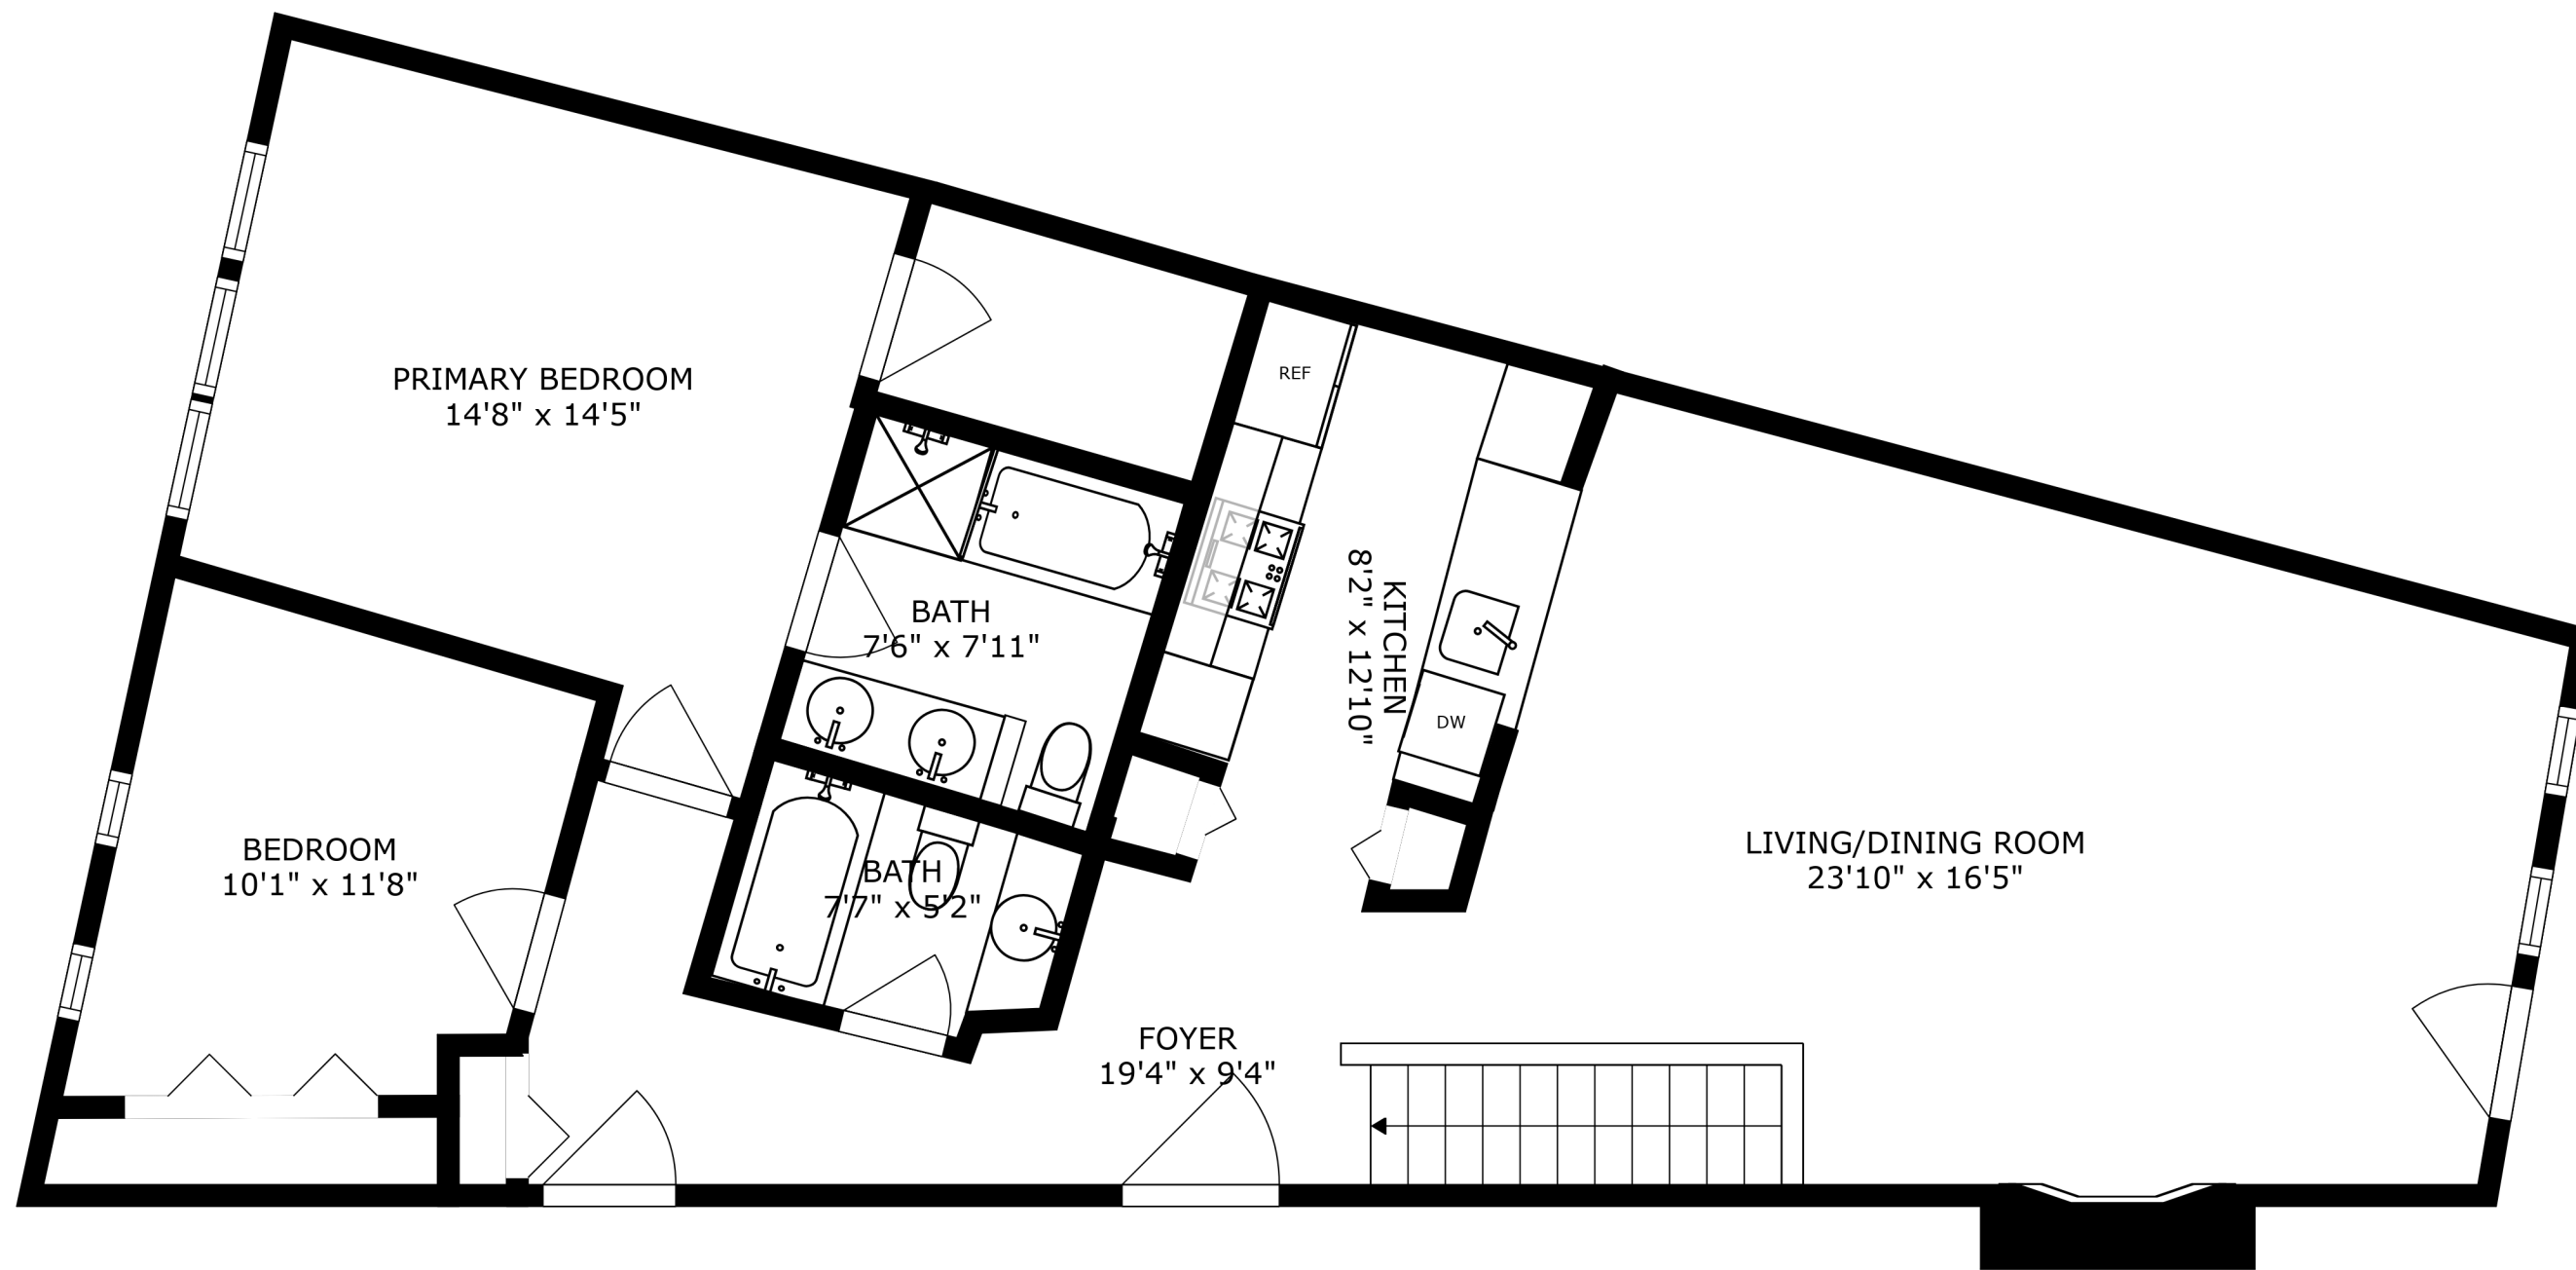 PRIMARY BEDROOM
14'8" x 14'5"
REF
KITCHEN
8'2" x 12'10"
BATH
7'6" x 7'11"
DW
BEDROOM
10'1" x 11'8"
BATH
7'7" x 5'2"
LIVING/DINING ROOM
23'10" x 16'5"
FOYER
19'4" x 9'4"